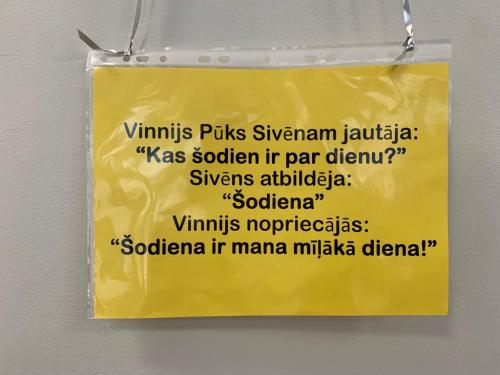 Vinnijs Pūks Sivēnam jautāja:
“Kas šodien ir par dienu?”
Sivēns atbildēja:
“Šodiena”
Vinnijs nopriecājās:
“Šodiena ir mana mīļākā diena!”